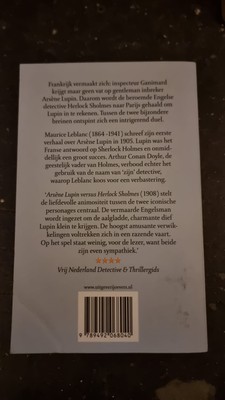 Frankrijk vermaakt zich: inspecteur Ganimard
krijgt maar geen vat op gentleman-inbreker
Arsène Lupin. Daarom wordt de beroemde Engelse
detective Herlock Sholmes naar Parijs gehaald om
Lupin in te rekenen. Tussen de twee bijzondere
breinen ontspint zich een intrigerend duel.
Maurice Leblanc (1864 -1941) schreef zijn eerste
verhaal over Arsène Lupin in 1905. Lupin was het
Franse antwoord op Sherlock Holmes en onmid-
dellijk een groot succes. Arthur Conan Doyle, de
geestelijk vader van Holmes, verbood echter het
gebruik van de naam van 'zijn' detective,
waarop Leblanc koos voor een verbastering.
'Arsène Lupin versus Herlock Sholmes (1908) stelt
de liefdevolle animositeit tussen de twee iconische
personages centraal. De vermaarde Engelsman
wordt ingezet om de aalgladde, charmante dief
Lupin klein te krijgen. De hoogst amusante verwik-
kelingen voltrekken zich in een razende vaart.
Op het spel staat weinig, voor de lezer, want beide
zijn even sympathiek.'
★★★★
Vrij Nederland Detective & Thrillergids
9 789492 068040